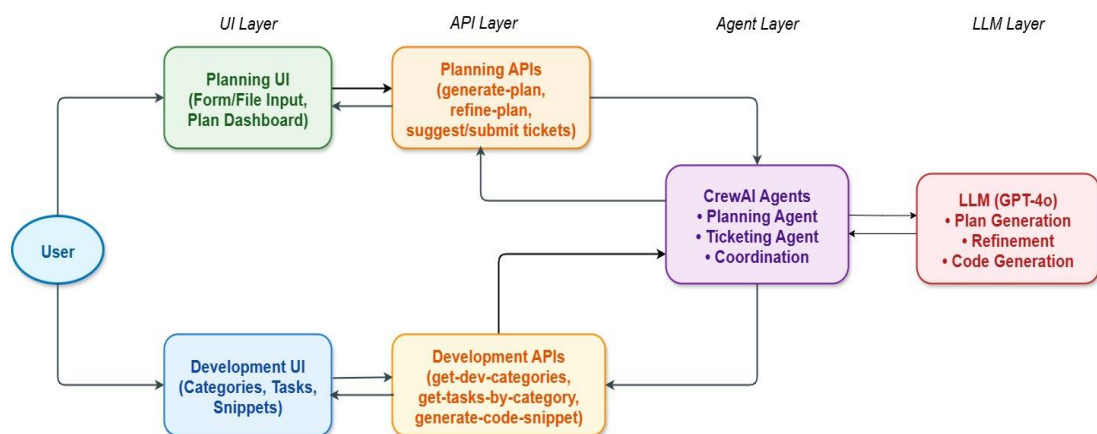 UI Layer
API Layer
Agent Layer
LLM Layer
Planning UI
(Form/File Input,
Plan Dashboard)
Planning APIs
(generate-plan,
refine-plan,
suggest/submit tickets)
CrewAI Agents
• Planning Agent
• Ticketing Agent
• Coordination
LLM (GPT-4o)
• Plan Generation
• Refinement
• Code Generation
User
Development UI
(Categories, Tasks,
Snippets)
Development APIs
(get-dev-categories,
get-tasks-by-category,
generate-code-snippet)